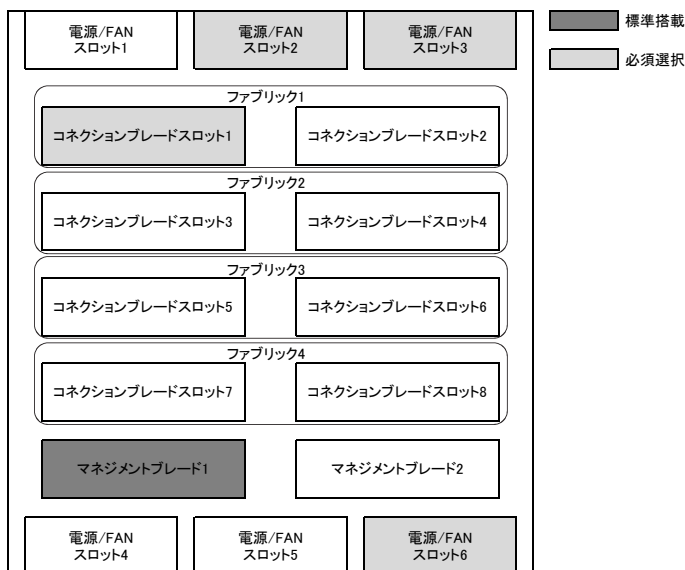 電源/FAN
スロット1
電源/FAN
スロット2
電源/FAN
スロット3
標準搭載
必須選択
ファブリック1
コネクションブレードスロット1
コネクションブレードスロット2
ファブリック2
コネクションブレードスロット3
コネクションブレードスロット4
ファブリック3
コネクションブレードスロット5
コネクションブレードスロット6
ファブリック4
コネクションブレードスロット7
コネクションブレードスロット8
マネジメントブレード1
マネジメントブレード2
電源/FAN
スロット4
電源/FAN
スロット5
電源/FAN
スロット6